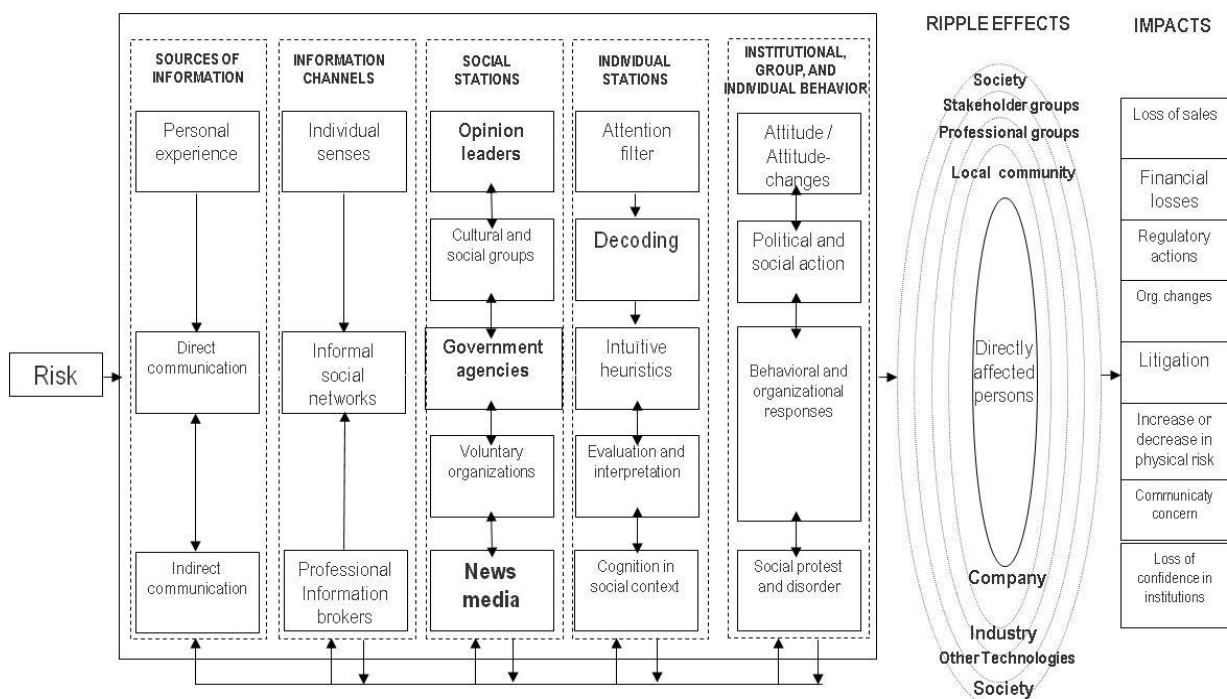 RIPPLE EFFECTS
IMPACTS
SOURCES OF
INFORMATION
INFORMATION
CHANNELS
SOCIAL
STATIONS
INDIVIDUAL
STATIONS
INSTITUTIONAL,
GROUP, AND
INDIVIDUAL BEHAVIOR
Risk
Personal
experience
Direct
communication
Indirect
communication
Individual
senses
Informal
social
networks
Professional
Information
brokers
Opinion
leaders
Cultural and
social groups
Government
agencies
Voluntary
organizations
News
media
Attention
filter
Decoding
Intuïtive
heuristics
Evaluation and
interpretation
Cognition in
social context
Attitude /
Attitude-
changes
Political and
social action
Behavioral and
organizational
responses
Social protest
and disorder
Society
Stakeholder groups
Professional groups
Local community
Directly
affected
persons
Company
Industry
Other Technologies
Society
Loss of sales
Financial
losses
Regulatory
actions
Org. changes
Litigation
Increase or
decrease in
physical risk
Communicaty
concern
Loss of
confidence in
institutions